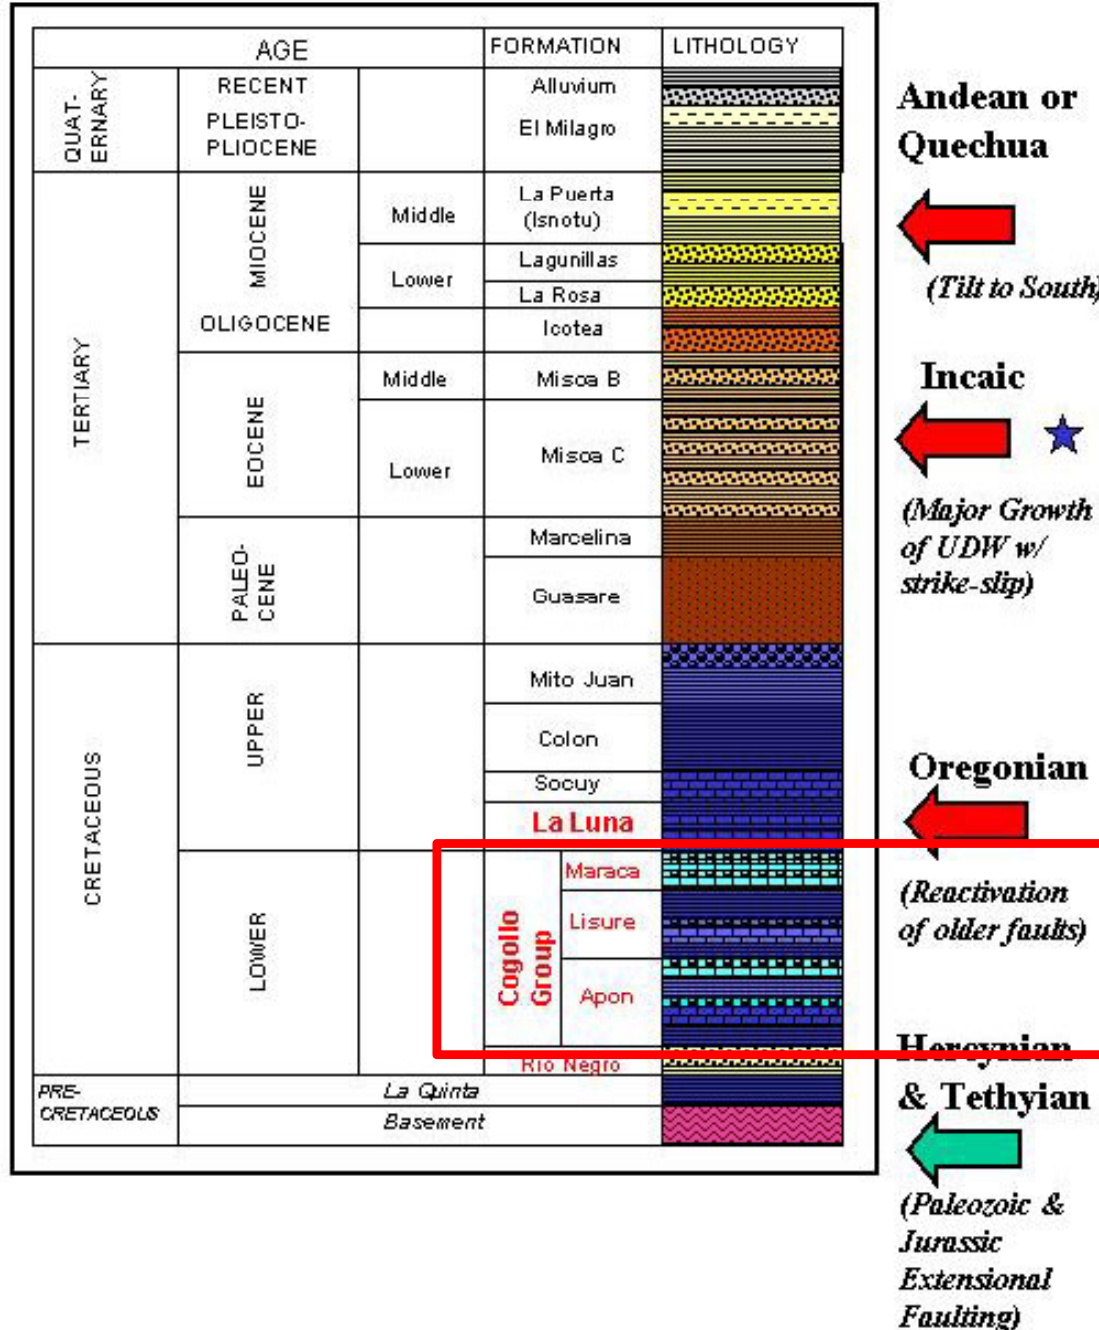 AGE
FORMATION
LITHOLOGY
QUAT-
ERNARY
RECENT
Alluvium
PLEISTO-
PLIOCENE
El Milagro
TERTIARY
MIOCENE
Middle
La Puerta
(Isnotu)
Lower
Lagunillas
La Rosa
OLIGOCENE
Icotea
EOCENE
Middle
Misoa B
Lower
Misoa C
PALEO-
CENE
Marcelina
Guasare
CRETACEOUS
UPPER
Mito Juan
Colon
Socuy
La Luna
LOWER
Cogollo
Group
Maraca
Lisure
Apon
Rio Negro
PRE-
CRETACEOUS
La Quinta
Basement
Andean or
Quechua
(Tilt to South)
Incaic
(Major Growth
of UDW w/
strike-slip)
Oregonian
(Reactivation
of older faults)
Hercynian
& Tethyian
(Paleozoic &
Jurassic
Extensional
Faulting)